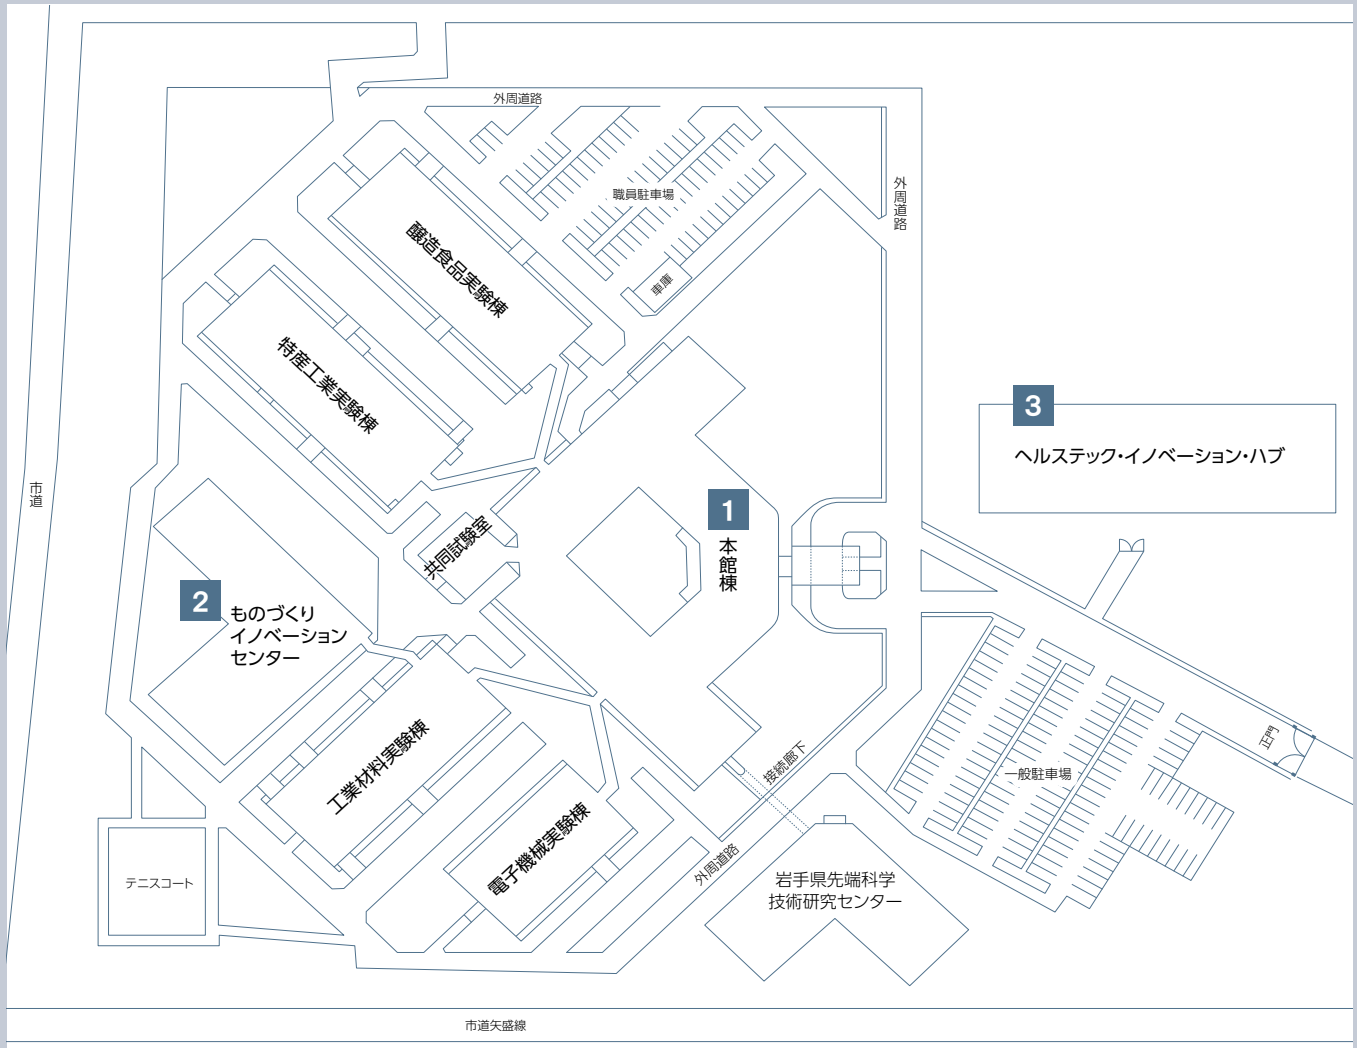 外周道路
職員駐車場
外周道路
醸造食品実験棟
車庫
特産工業実験棟
3
ヘルステック・イノベーション・ハブ
市道
1
本館棟
共同試験室
2
ものづくり
イノベーション
センター
正門
接続廊下
一般駐車場
工業材料実験棟
電子機械実験棟
外周道路
テニスコート
岩手県先端科学
技術研究センター
市道矢盛線